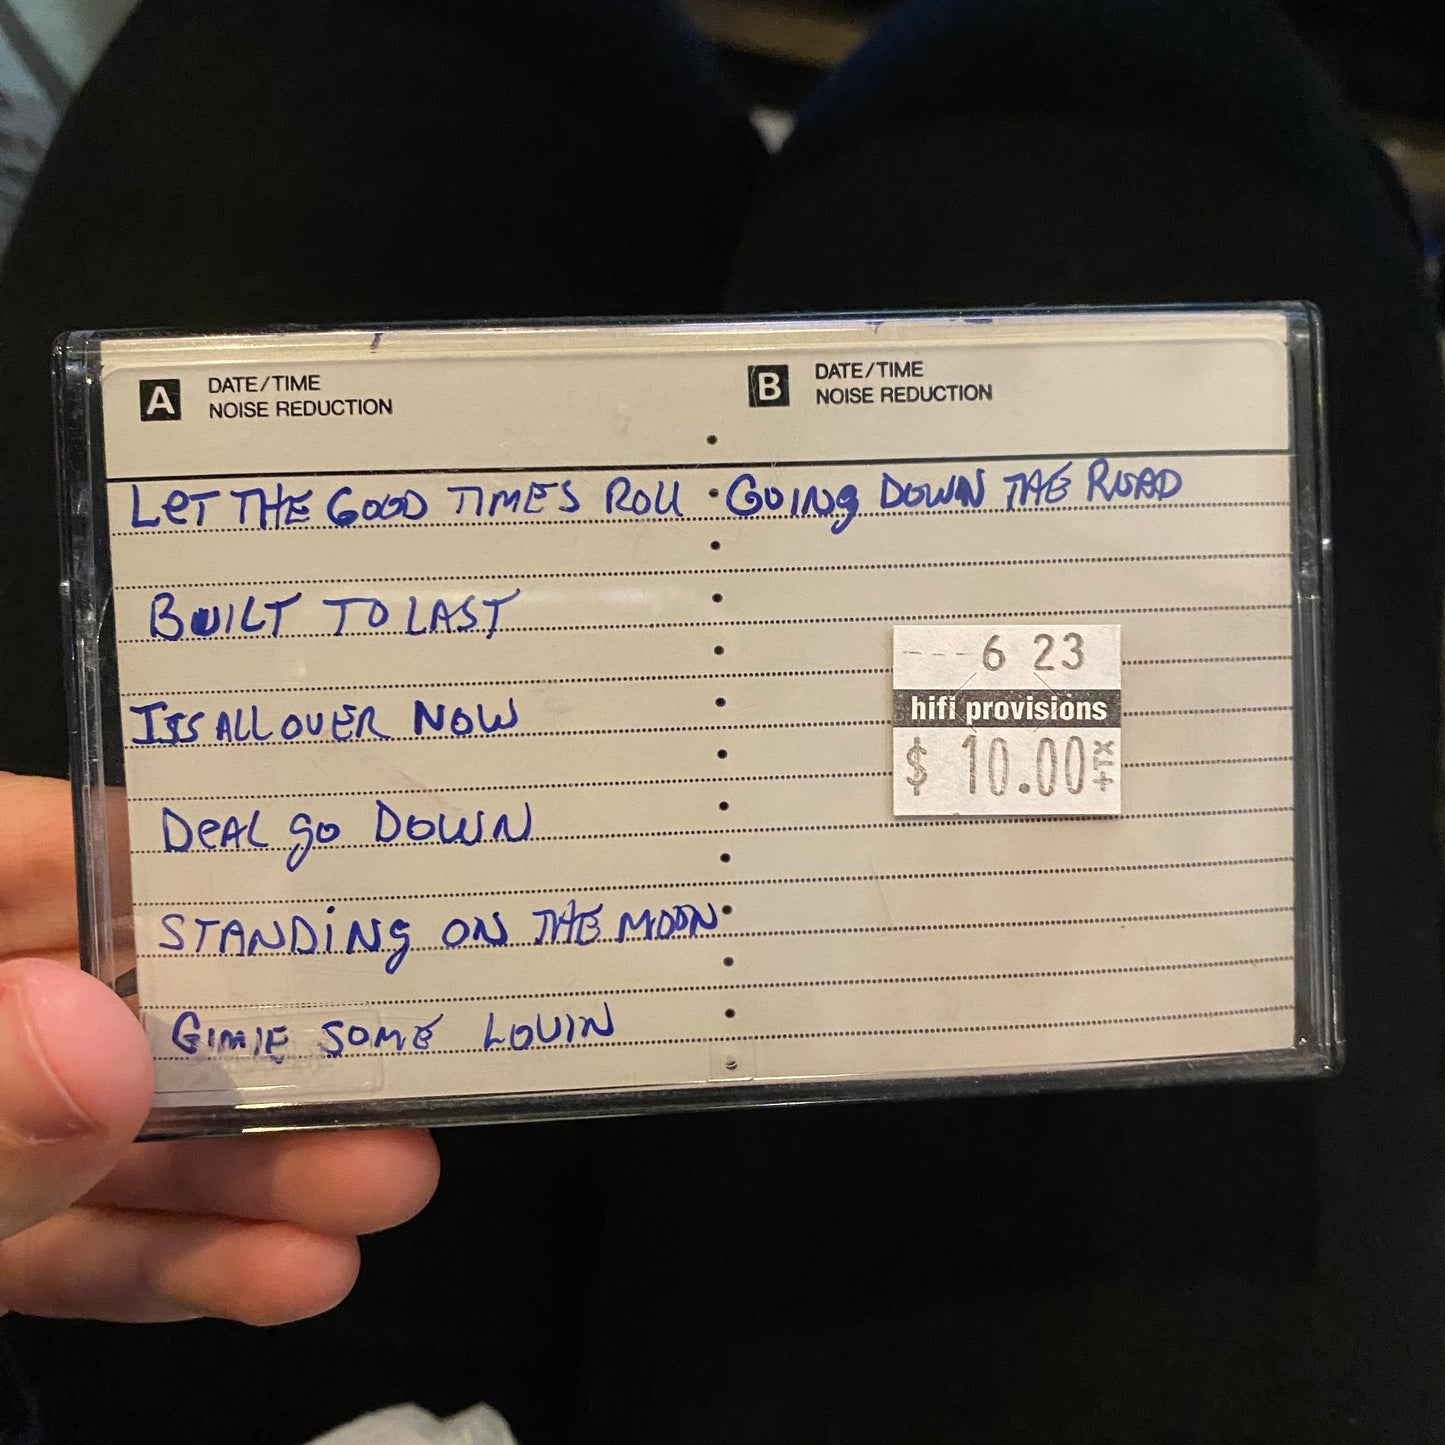 A DATE/TIME
NOISE REDUCTION
B DATE/TIME
NOISE REDUCTION
LET THE GOOD TIMES ROLL
BUILT TO LAST
ITS ALL OVER NOW
DEAL go DOWN
STANDING ON THE MOON
GIMIE SOME LOVIN
GOING DOWN THE ROAD
---6 23
hifi provisions
$ 10.00
+TX